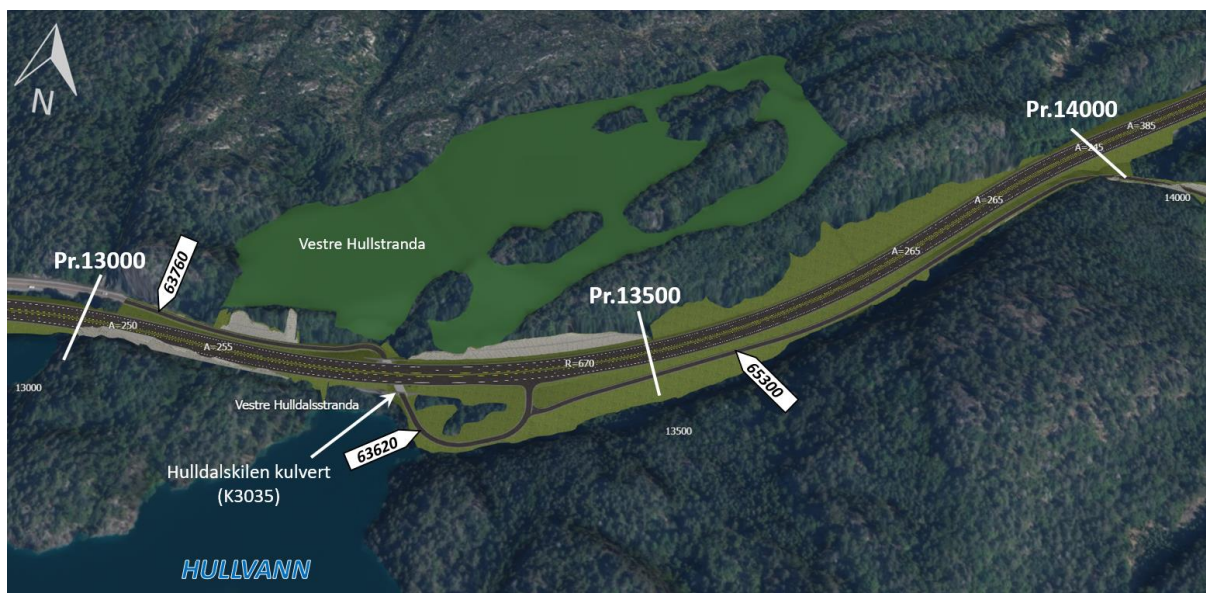 N
Pr.14000
A=385
A=245
A=265
14000
Vestre Hullstranda
A=265
63760
Pr.13000
Pr.13500
A=250
A=255
R=670
65300
13000
Vestre Hulldalsstranda
13500
63620
Hulldalskilen kulvert
(K3035)
HULLVANN